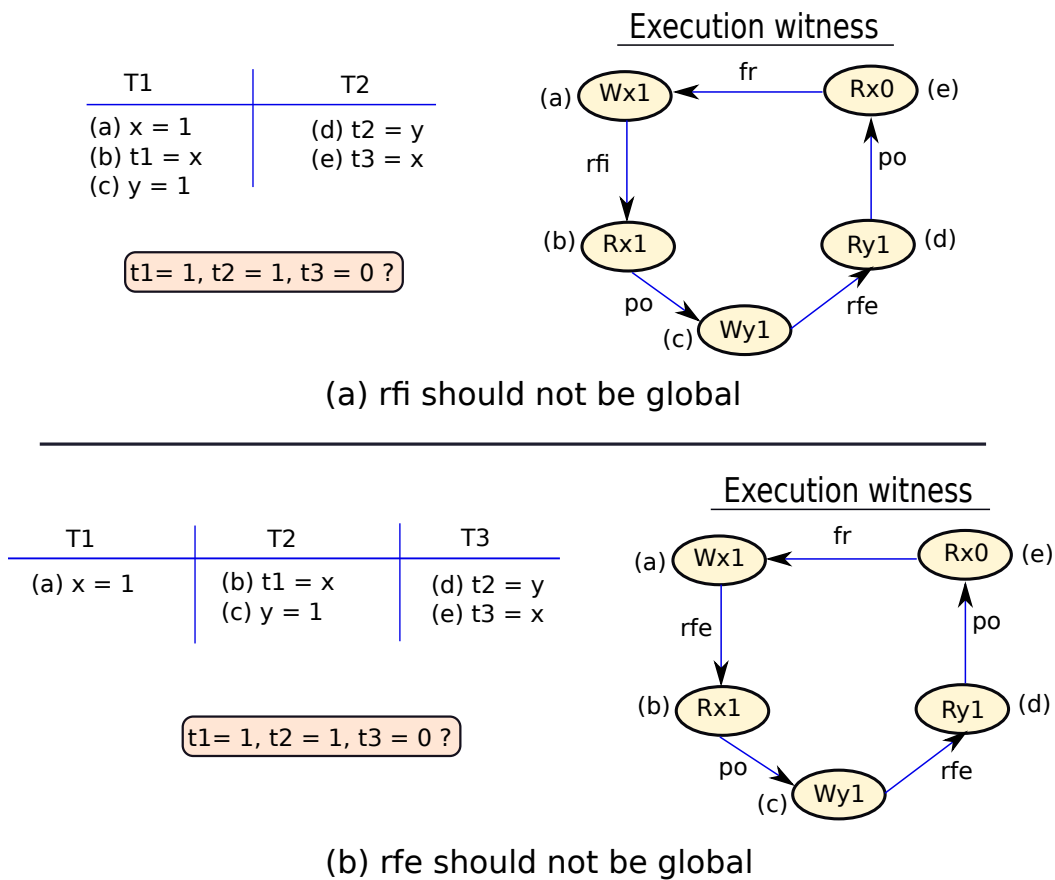 Execution witness
T1 T2
(a) x = 1
(b) t1 = x
(c) y = 1
(d) t2 = y
(e) t3 = x
t1= 1, t2 = 1, t3 = 0 ?
(a) Wx1
fr
Rx0 (e)
rfi
po
(b) Rx1
Ry1 (d)
po
rfe
(c) Wy1
(a) rfi should not be global
Execution witness
T1 T2 T3
(a) x = 1
(b) t1 = x
(c) y = 1
(d) t2 = y
(e) t3 = x
t1= 1, t2 = 1, t3 = 0 ?
(a) Wx1
fr
Rx0 (e)
rfe
po
(b) Rx1
Ry1 (d)
po
rfe
(c) Wy1
(b) rfe should not be global